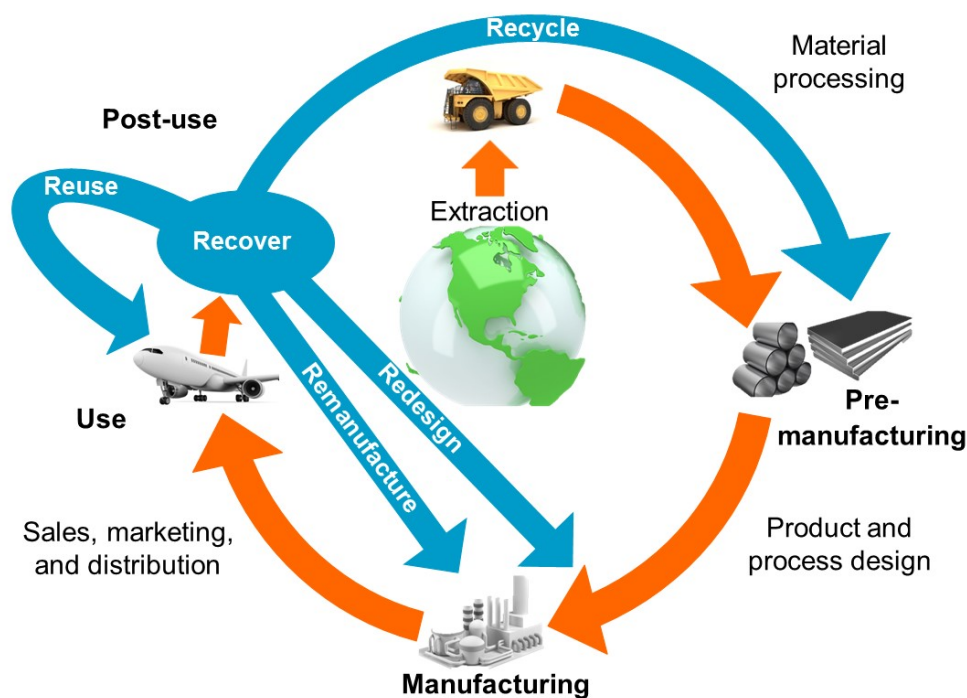 Recycle
Material
processing
Post-use
Reuse
Recover
Extraction
Remanufacture
Redesign
Use
Pre-
manufacturing
Sales, marketing,
and distribution
Product and
process design
Manufacturing